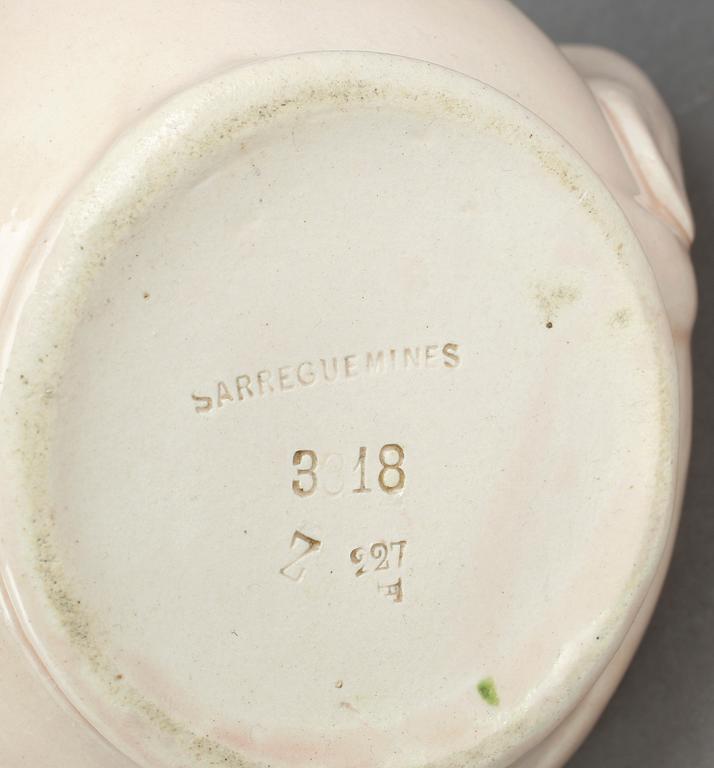 SARREGUEMINES
3318
Z 227
F